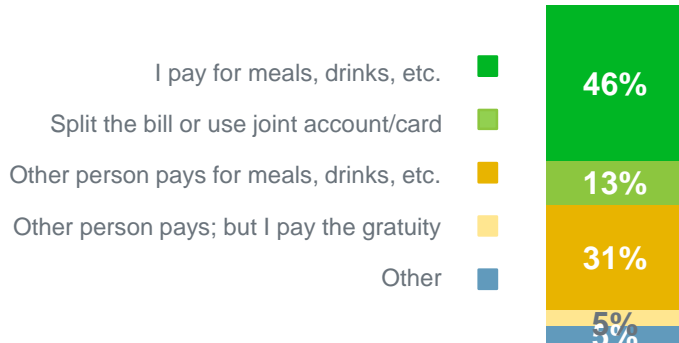 I pay for meals, drinks, etc.
46%
Split the bill or use joint account/card
13%
Other person pays for meals, drinks, etc.
31%
Other person pays; but I pay the gratuity
5%
Other
5%